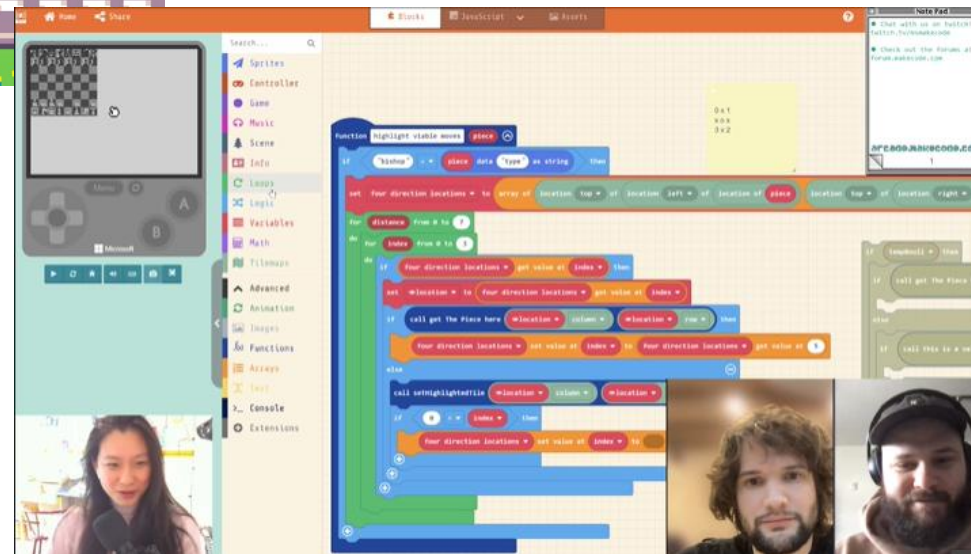 Home Share Blocks JavaScript Assets
Note Pad
Chat with us on Twitch!
twitch.tv/msmakecode
Check out the forums at
forum.makecode.com
arcade.makecode.co
1
Menu
A
B
Microsoft
Search...
Sprites
Controller
Game
Music
Scene
Info
Loops
Logic
Variables
Math
Tilemaps
Advanced
Animation
Images
Functions
Arrays
Text
Console
Extensions
0x1
xox
0x2
function highlight viable moves piece
if "bishop" = piece data "type" as string then
set four direction locations to array of location top of location left of location of piece location top of location right
for distance from 0 to 7
do for index from 0 to 3
do if four direction locations get value at index then
set location to four direction locations get value at index
if call get The Piece here location column location row then
four direction locations set value at index to four direction locations get value at 5
else
call setHighlightedTile location column location
if 0 = index then
four direction locations set value at index to
if then
if call get The Piece
else
if call this is a